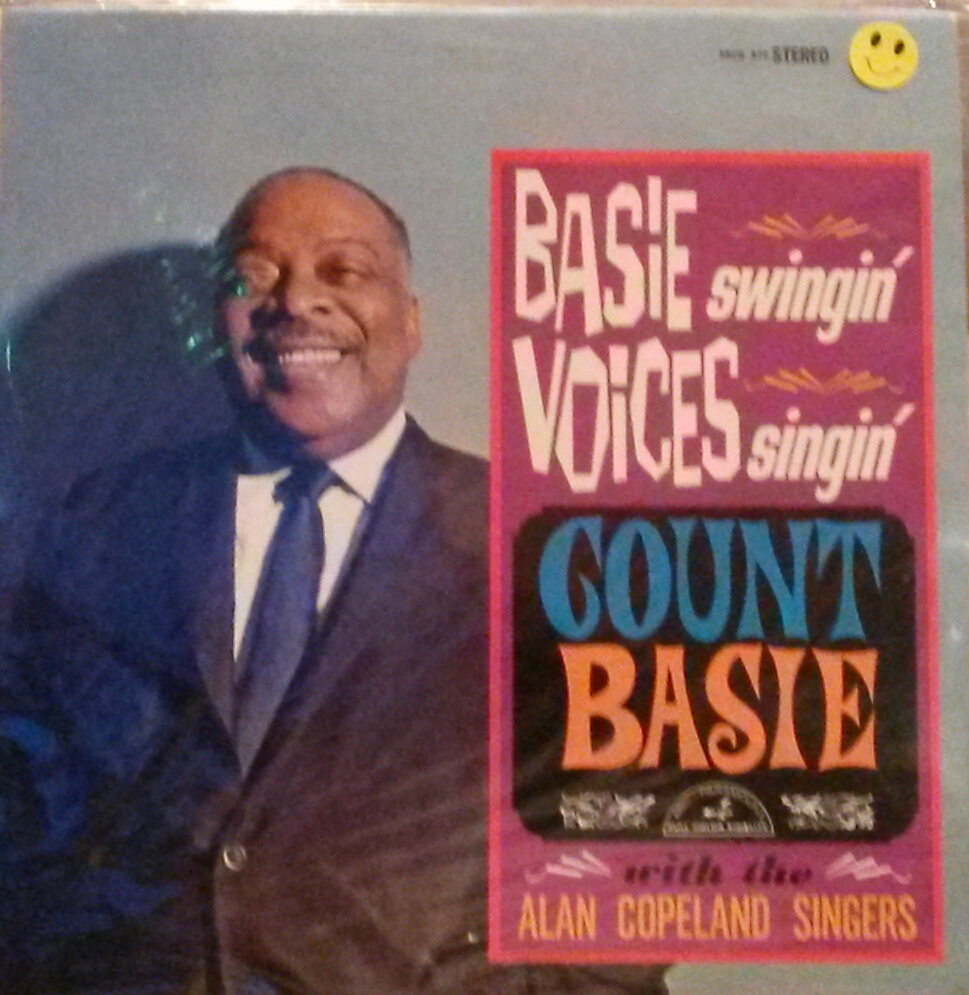 STEREO
BASiE swingin'
VOiCES singin'
COUNT
BASIE
with the
ALAN COPELAND SINGERS